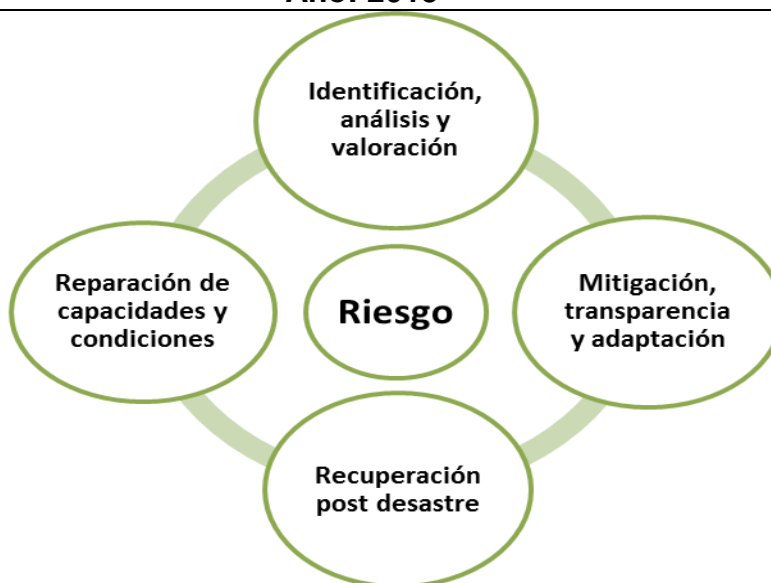 Identificación,
análisis y
valoración
Reparación de
capacidades y
condiciones
Riesgo
Mitigación,
transparencia
y adaptación
Recuperación
post desastre